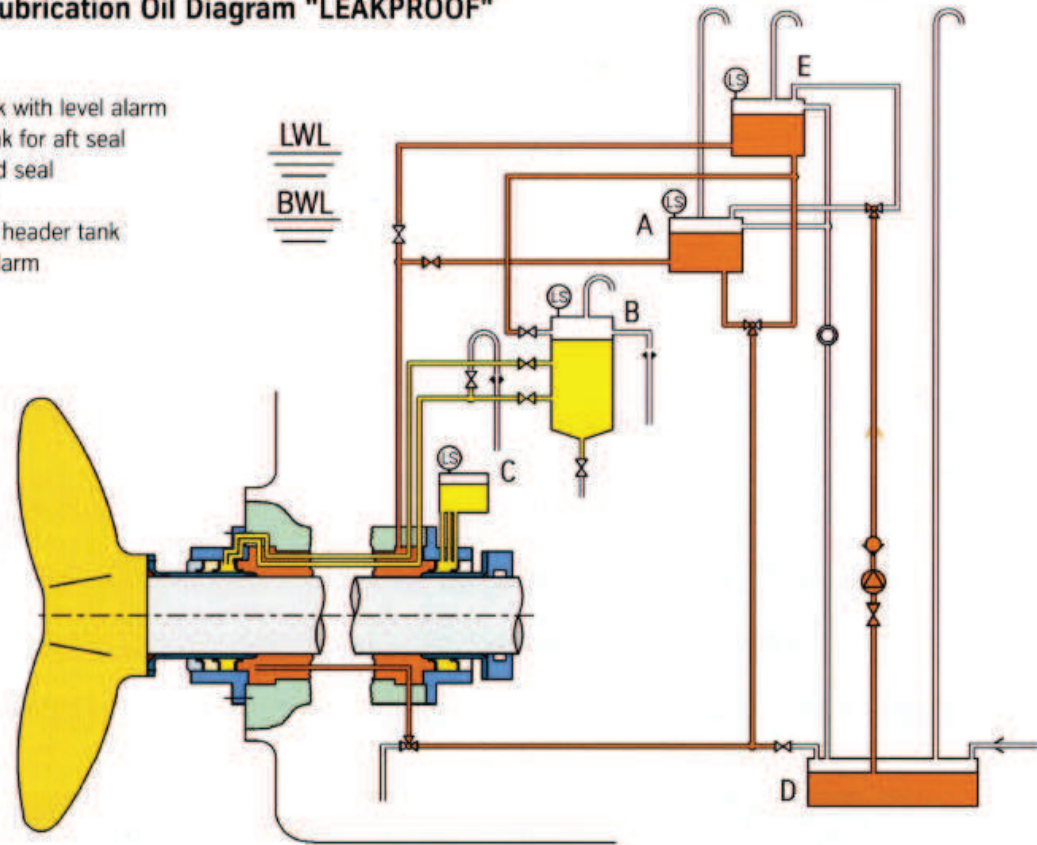 ubrication Oil Diagram "LEAKPROOF"
k with level alarm
k for aft seal
d seal
header tank
larm
LWL
BWL
LS
E
LS
A
LS
B
LS
C
D